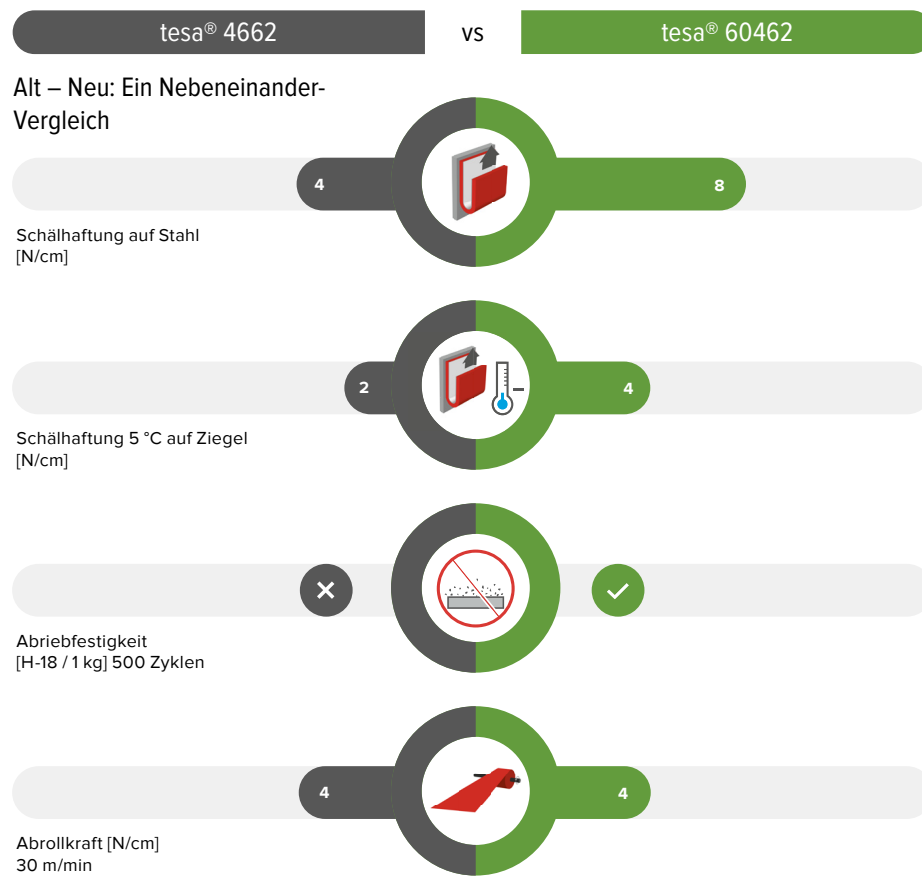 tesa® 4662 vs tesa® 60462
Alt – Neu: Ein Nebeneinander-
Vergleich
4 8
Schälhaftung auf Stahl
[N/cm]
2 4
Schälhaftung 5 °C auf Ziegel
[N/cm]
Abriebfestigkeit
[H-18 / 1 kg] 500 Zyklen
4 4
Abrollkraft [N/cm]
30 m/min